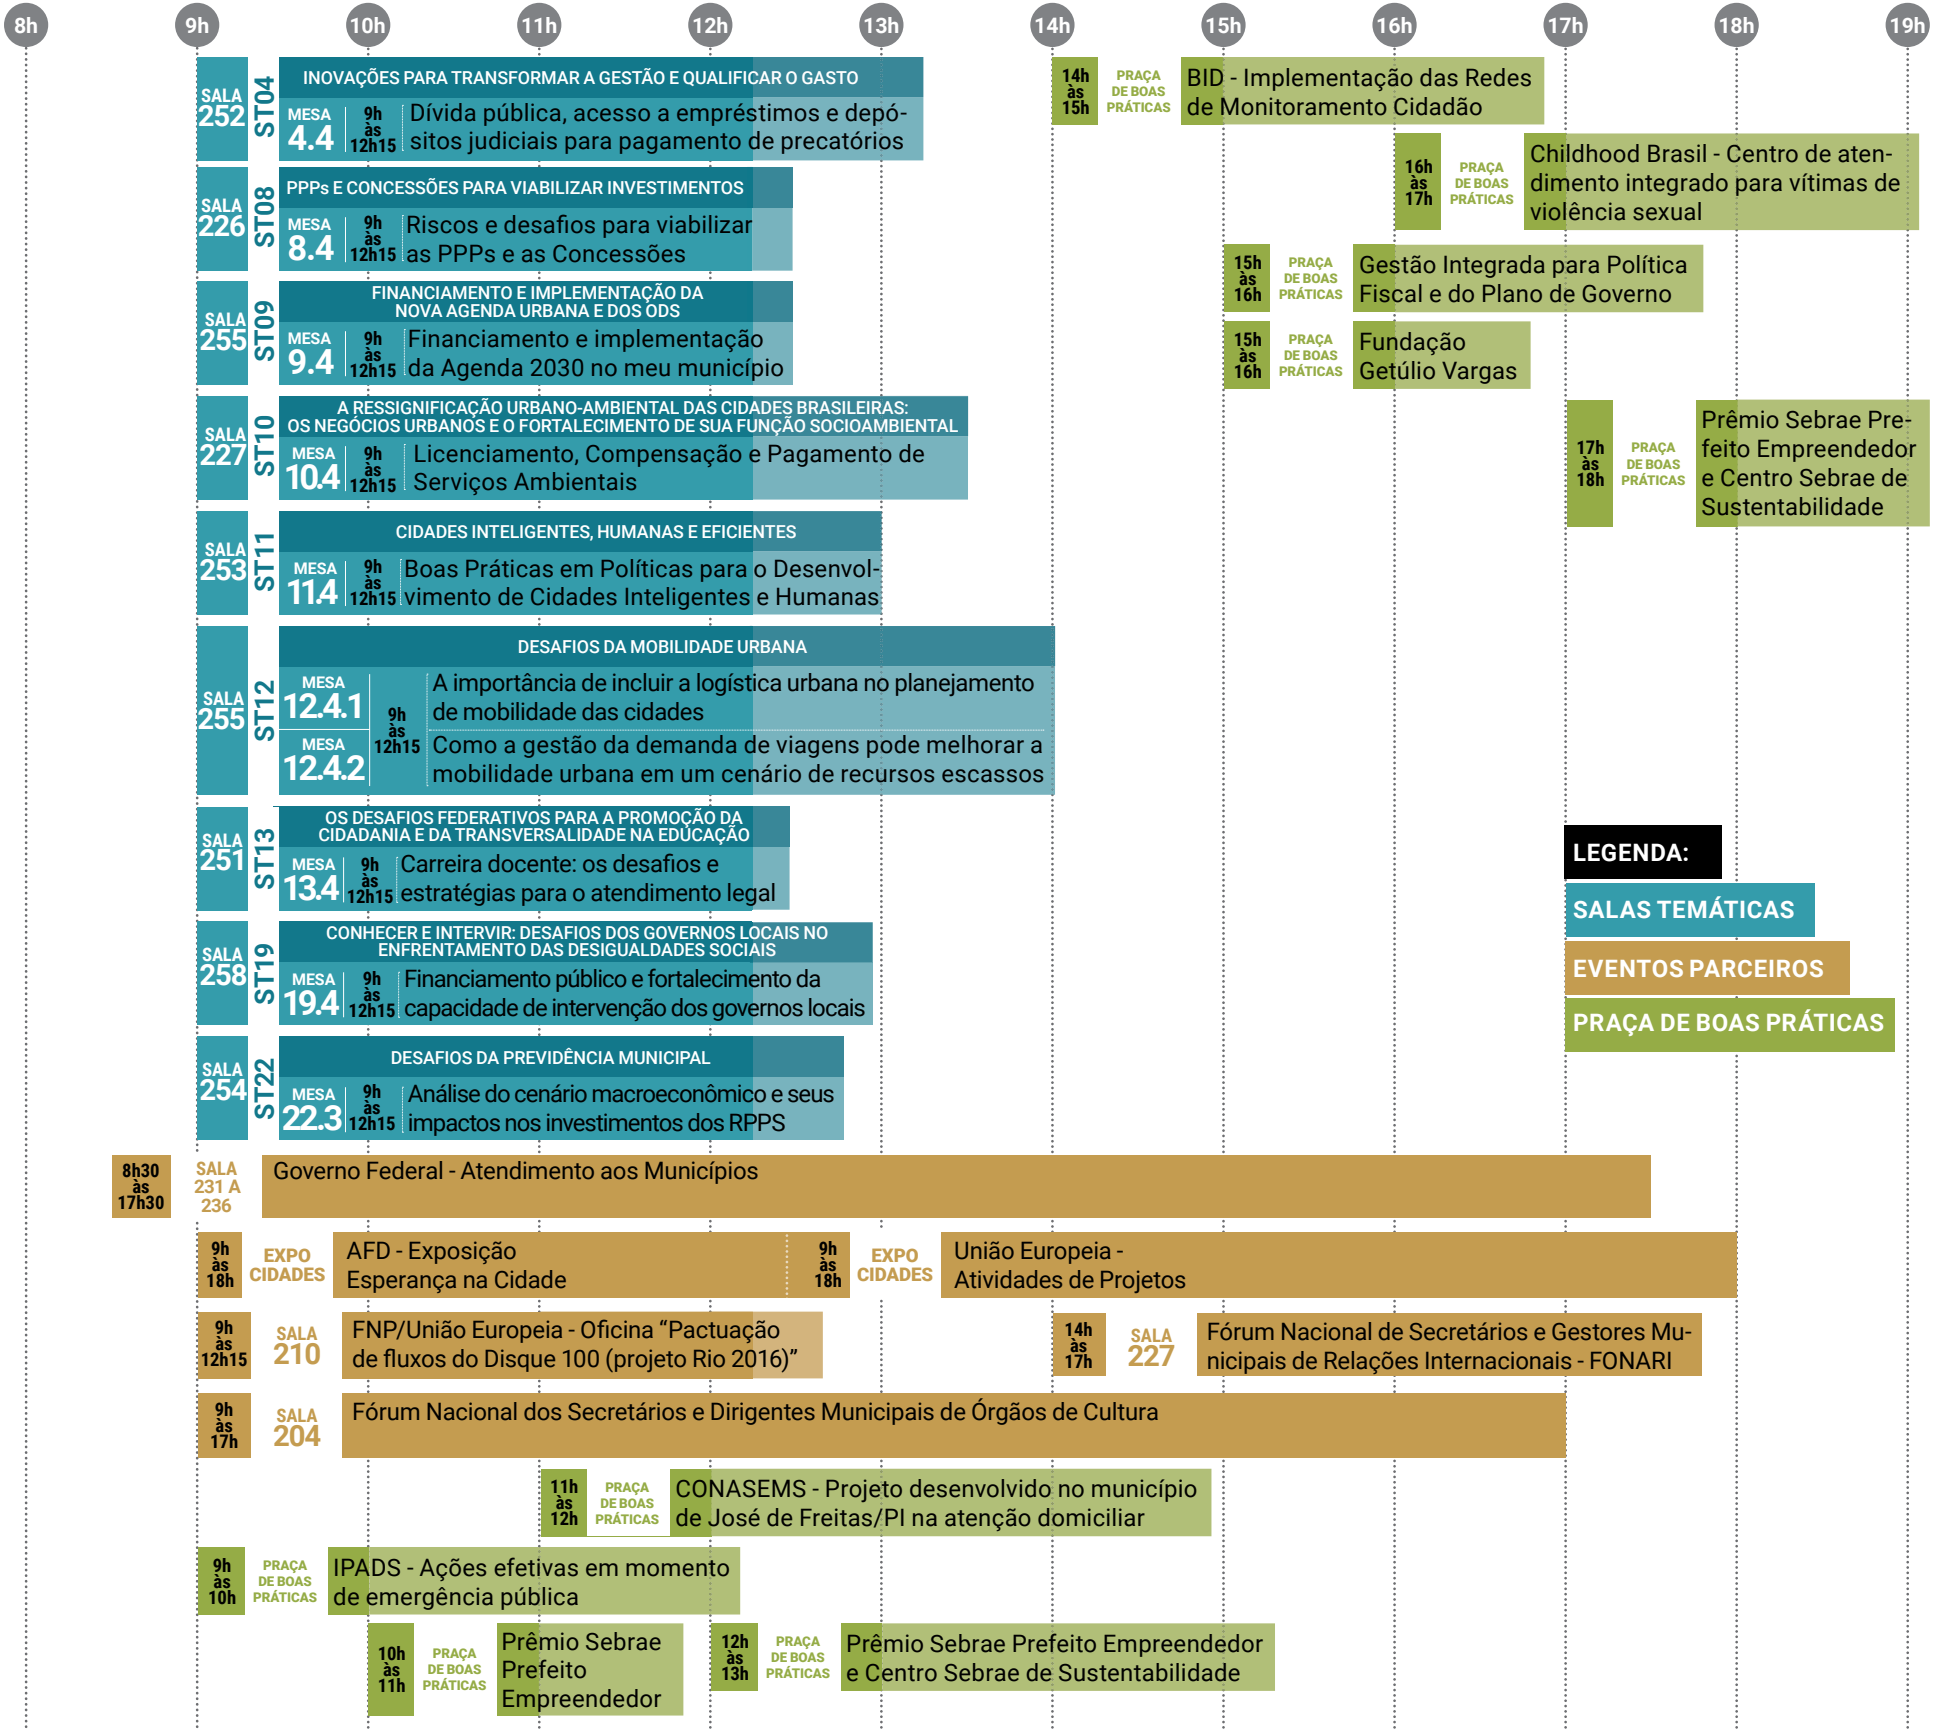 8h 9h 10h 11h 12h 13h 14h 15h 16h 17h 18h 19h
SALA
252
ST04
INOVAÇÕES PARA TRANSFORMAR A GESTÃO E QUALIFICAR O GASTO
MESA
4.4
9h
às
12h15
Dívida pública, acesso a empréstimos e depó-
sitos judiciais para pagamento de precatórios
14h
às
15h
PRAÇA
DE BOAS
PRÁTICAS
BID - Implementação das Redes
de Monitoramento Cidadão
16h
às
17h
PRAÇA
DE BOAS
PRÁTICAS
Childhood Brasil - Centro de aten-
dimento integrado para vítimas de
violência sexual
SALA
226
ST08
PPPs E CONCESSÕES PARA VIABILIZAR INVESTIMENTOS
MESA
8.4
9h
às
12h15
Riscos e desafios para viabilizar
as PPPs e as Concessões
15h
às
16h
PRAÇA
DE BOAS
PRÁTICAS
Gestão Integrada para Política
Fiscal e do Plano de Governo
SALA
255
ST09
FINANCIAMENTO E IMPLEMENTAÇÃO DA
NOVA AGENDA URBANA E DOS ODS
MESA
9.4
9h
às
12h15
Financiamento e implementação
da Agenda 2030 no meu município
15h
às
16h
PRAÇA
DE BOAS
PRÁTICAS
Fundação
Getúlio Vargas
SALA
227
ST10
A RESSIGNIFICAÇÃO URBANO-AMBIENTAL DAS CIDADES BRASILEIRAS:
OS NEGÓCIOS URBANOS E O FORTALECIMENTO DE SUA FUNÇÃO SOCIOAMBIENTAL
MESA
10.4
9h
às
12h15
Licenciamento, Compensação e Pagamento de
Serviços Ambientais
17h
às
18h
PRAÇA
DE BOAS
PRÁTICAS
Prêmio Sebrae Pre-
feito Empreendedor
e Centro Sebrae de
Sustentabilidade
SALA
253
ST11
CIDADES INTELIGENTES, HUMANAS E EFICIENTES
MESA
11.4
9h
às
12h15
Boas Práticas em Políticas para o Desenvol-
vimento de Cidades Inteligentes e Humanas
SALA
255
ST12
DESAFIOS DA MOBILIDADE URBANA
MESA
12.4.1
A importância de incluir a logística urbana no planejamento
de mobilidade das cidades
9h
às
12h15
MESA
12.4.2
Como a gestão da demanda de viagens pode melhorar a
mobilidade urbana em um cenário de recursos escassos
SALA
251
ST13
OS DESAFIOS FEDERATIVOS PARA A PROMOÇÃO DA
CIDADANIA E DA TRANSVERSALIDADE NA EDUCAÇÃO
MESA
13.4
9h
às
12h15
Carreira docente: os desafios e
estratégias para o atendimento legal
LEGENDA:
SALAS TEMÁTICAS
EVENTOS PARCEIROS
PRAÇA DE BOAS PRÁTICAS
SALA
258
ST19
CONHECER E INTERVIR: DESAFIOS DOS GOVERNOS LOCAIS NO
ENFRENTAMENTO DAS DESIGUALDADES SOCIAIS
MESA
19.4
9h
às
12h15
Financiamento público e fortalecimento da
capacidade de intervenção dos governos locais
SALA
254
ST22
DESAFIOS DA PREVIDÊNCIA MUNICIPAL
MESA
22.3
9h
às
12h15
Análise do cenário macroeconômico e seus
impactos nos investimentos dos RPPS
8h30
às
17h30
SALA
231 A
236
Governo Federal - Atendimento aos Municípios
9h
às
18h
EXPO
CIDADES
AFD - Exposição
Esperança na Cidade
9h
às
18h
EXPO
CIDADES
União Europeia -
Atividades de Projetos
9h
às
12h15
SALA
210
FNP/União Europeia - Oficina “Pactuação
de fluxos do Disque 100 (projeto Rio 2016)”
14h
às
17h
SALA
227
Fórum Nacional de Secretários e Gestores Mu-
nicipais de Relações Internacionais - FONARI
9h
às
17h
SALA
204
Fórum Nacional dos Secretários e Dirigentes Municipais de Órgãos de Cultura
11h
às
12h
PRAÇA
DE BOAS
PRÁTICAS
CONASEMS - Projeto desenvolvido no município
de José de Freitas/PI na atenção domiciliar
9h
às
10h
PRAÇA
DE BOAS
PRÁTICAS
IPADS - Ações efetivas em momento
de emergência pública
10h
às
11h
PRAÇA
DE BOAS
PRÁTICAS
Prêmio Sebrae
Prefeito
Empreendedor
12h
às
13h
PRAÇA
DE BOAS
PRÁTICAS
Prêmio Sebrae Prefeito Empreendedor
e Centro Sebrae de Sustentabilidade